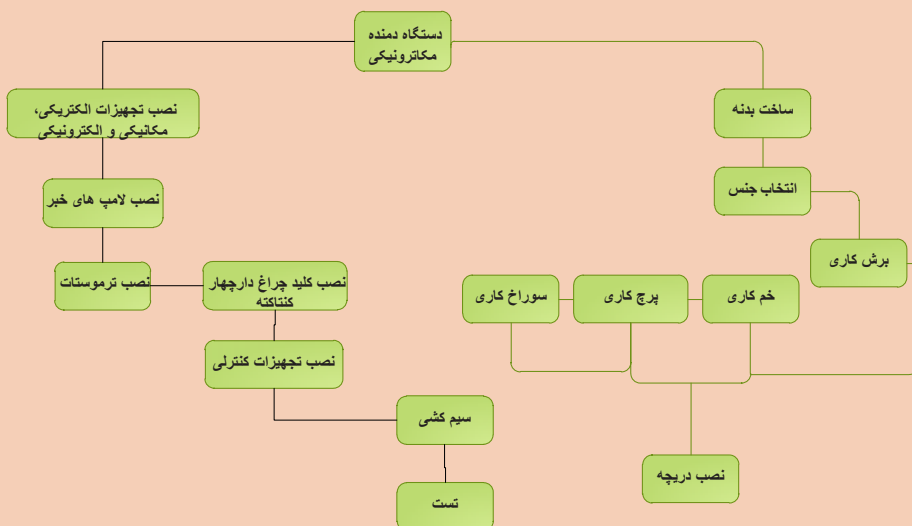 دستگاه دمنده
مکاترونیکی
ساخت بدنه
انتخاب جنس
برش کاری
خم کاری
پرچ کاری
سوراخ کاری
نصب دریچه
نصب تجهیزات الکتریکی،
مکانیکی و الکترونیکی
نصب لامپ های خبر
نصب ترموستات
نصب کلید چراغ دارچهار
کنتاکته
نصب تجهیزات کنترلی
سیم کشی
تست